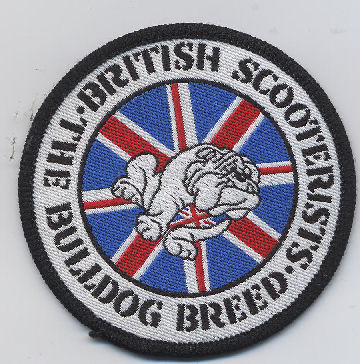 ·BRITISH SCOOTERISTS·
THE BULLDOG BREED